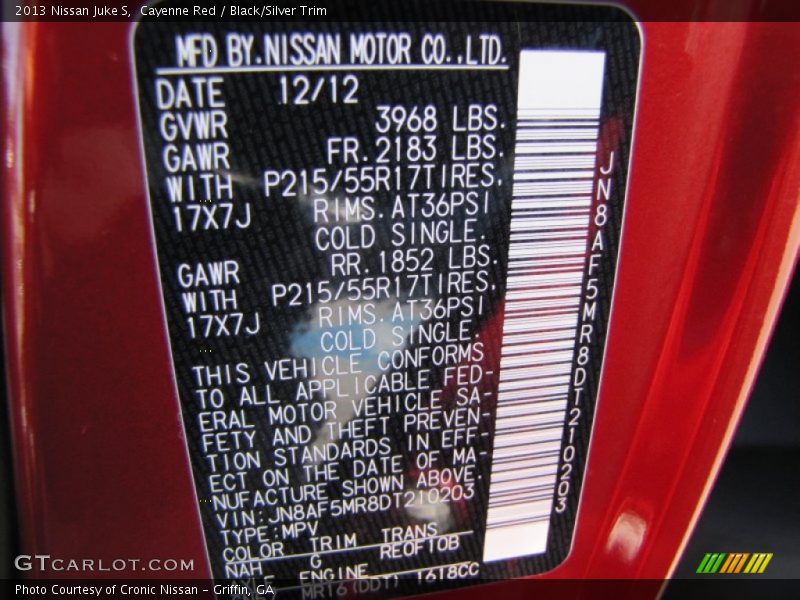 2013 Nissan Juke S, Cayenne Red / Black/Silver Trim
MFD BY.NISSAN MOTOR CO.,LTD.
DATE 12/12
GVWR 3968 LBS.
GAWR FR.2183 LBS.
WITH P215/55R17TIRES,
17X7J RIMS.AT36PSI
COLD SINGLE.
GAWR RR.1852 LBS.
WITH P215/55R17TIRES,
17X7J RIMS.AT36PSI
COLD SINGLE.
THIS VEHICLE CONFORMS
TO ALL APPLICABLE FED-
ERAL MOTOR VEHICLE SA-
FETY AND THEFT PREVEN-
TION STANDARDS IN EFF-
ECT ON THE DATE OF MA-
NUFACTURE SHOWN ABOVE.
VIN:JN8AF5MR8DT210203
TYPE:MPV
COLOR TRIM TRANS
NAH G RE0F10B
ENGINE
MR16(DDT) 1618CC
JN8AF5MR8DT210203
GTCARLOT.COM
Photo Courtesy of Cronic Nissan - Griffin, GA